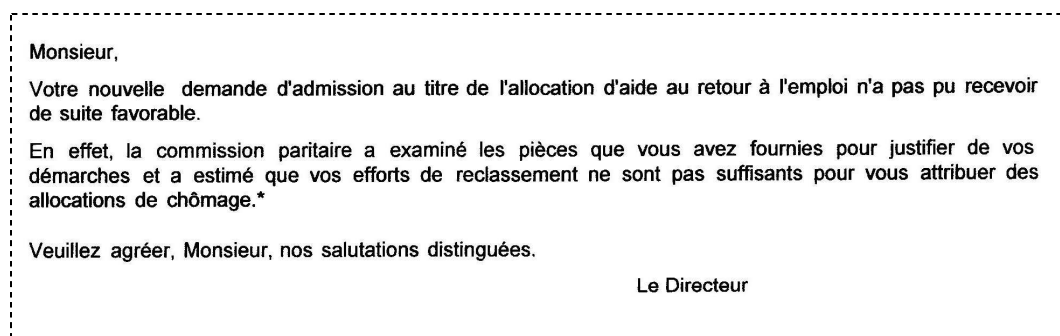 Monsieur,
Votre nouvelle demande d'admission au titre de l'allocation d'aide au retour à l'emploi n'a pas pu recevoir
de suite favorable.
En effet, la commission paritaire a examiné les pièces que vous avez fournies pour justifier de vos
démarches et a estimé que vos efforts de reclassement ne sont pas suffisants pour vous attribuer des
allocations de chômage.*
Veuillez agréer, Monsieur, nos salutations distinguées.
Le Directeur